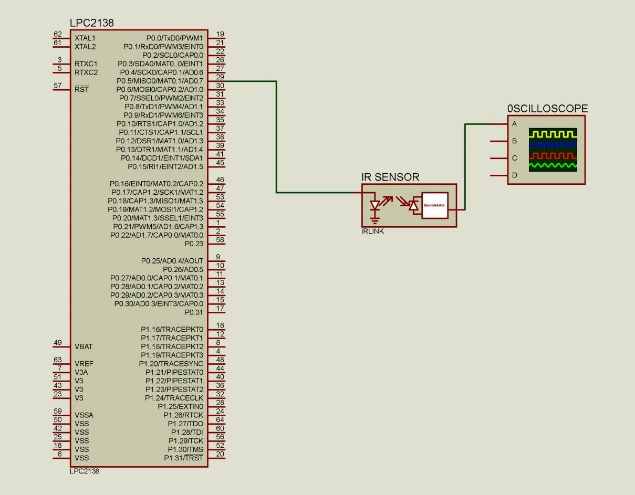 LPC2138
62 XTAL1 P0.0/TxD0/PWM1 19
61 XTAL2 P0.1/RxD0/PWM3/EINT0 21
P0.2/SCL0/CAP0.0 22
3 RTXC1 P0.3/SDA0/MAT0.0/EINT1 26
5 RTXC2 P0.4/SCK0/CAP0.1/AD0.6 27
P0.5/MISO0/MAT0.1/AD0.7 29
57 RST P0.6/MOSI0/CAP0.2/AD1.0 30
P0.7/SSEL0/PWM2/EINT2 31
P0.8/TxD1/PWM4/AD1.1 33
P0.9/RxD1/PWM6/EINT3 34
P0.10/RTS1/CAP1.0/AD1.2 35
P0.11/CTS1/CAP1.1/SCL1 37
P0.12/DSR1/MAT1.0/AD1.3 38
P0.13/DTR1/MAT1.1/AD1.4 39
P0.14/DCD1/EINT1/SDA1 41
P0.15/RI1/EINT2/AD1.5 45
P0.16/EINT0/MAT0.2/CAP0.2 46
P0.17/CAP1.2/SCK1/MAT1.2 47
P0.18/CAP1.3/MISO1/MAT1.3 53
P0.19/MAT1.2/MOSI1/CAP1.2 54
P0.20/MAT1.3/SSEL1/EINT3 55
P0.21/PWM5/AD1.6/CAP1.3 1
P0.22/AD1.7/CAP0.0/MAT0.0 2
P0.23 58
P0.25/AD0.4/AOUT 9
P0.26/AD0.5 10
P0.27/AD0.0/CAP0.1/MAT0.1 11
P0.28/AD0.1/CAP0.2/MAT0.2 13
P0.29/AD0.2/CAP0.3/MAT0.3 14
P0.30/AD0.3/EINT3/CAP0.0 15
P0.31 17
P1.16/TRACEPKT0 16
P1.17/TRACEPKT1 12
49 VBAT P1.18/TRACEPKT2 8
P1.19/TRACEPKT3 4
63 VREF P1.20/TRACESYNC 48
7 V3A P1.21/PIPESTAT0 44
51 V3 P1.22/PIPESTAT1 40
43 V3 P1.23/PIPESTAT2 36
23 V3 P1.24/TRACECLK 32
P1.25/EXTIN0 28
59 VSSA P1.26/RTCK 24
50 VSS P1.27/TDO 64
42 VSS P1.28/TDI 60
25 VSS P1.29/TCK 56
18 VSS P1.30/TMS 52
6 VSS P1.31/TRST 20
LPC2138
IR SENSOR
IRLINK
0SCILLOSCOPE
A
B
C
D